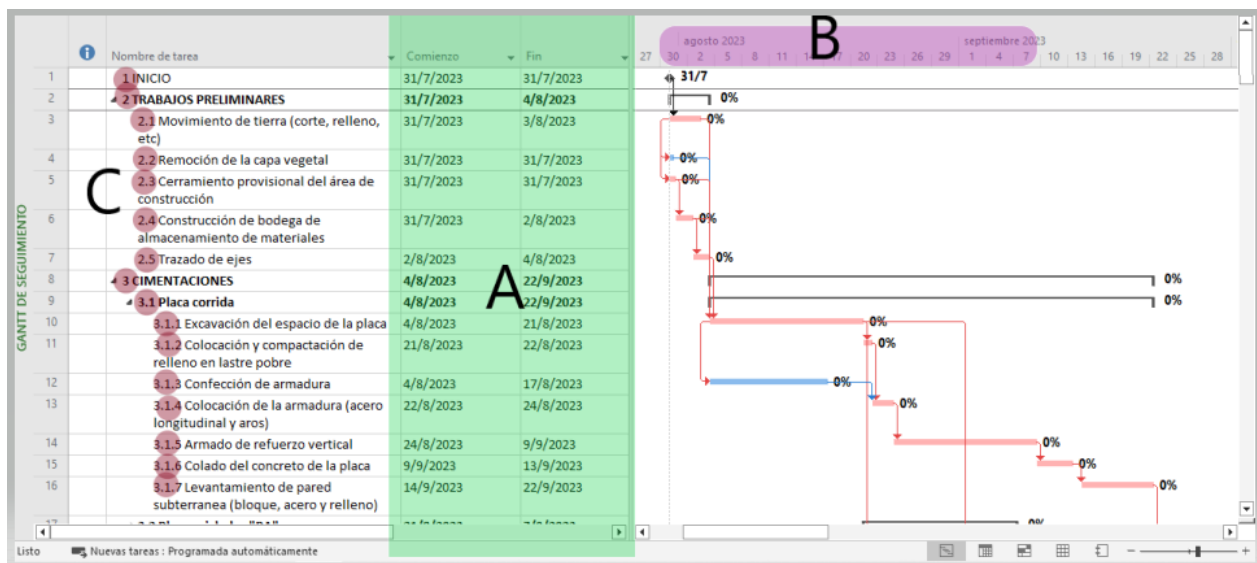 B
agosto 2023 septiembre 2023
Nombre de tarea Comienzo Fin 27 30 2 5 8 11 14 17 20 23 26 29 1 4 7 10 13 16 19 22 25 28
1 1 INICIO 31/7/2023 31/7/2023 31/7
2 2 TRABAJOS PRELIMINARES 31/7/2023 4/8/2023 0%
3 2.1 Movimiento de tierra (corte, relleno, 31/7/2023 3/8/2023 0%
etc)
4 2.2 Remoción de la capa vegetal 31/7/2023 31/7/2023 0%
5 2.3 Cerramiento provisional del área de 31/7/2023 31/7/2023 0%
construcción
C
6 2.4 Construcción de bodega de 31/7/2023 2/8/2023 0%
almacenamiento de materiales
7 2.5 Trazado de ejes 2/8/2023 4/8/2023 0%
8 3 CIMENTACIONES 4/8/2023 22/9/2023 0%
A
9 3.1 Placa corrida 4/8/2023 22/9/2023 0%
10 3.1.1 Excavación del espacio de la placa 4/8/2023 21/8/2023 0%
11 3.1.2 Colocación y compactación de 21/8/2023 22/8/2023 0%
relleno en lastre pobre
12 3.1.3 Confección de armadura 4/8/2023 17/8/2023 0%
13 3.1.4 Colocación de la armadura (acero 22/8/2023 24/8/2023 0%
longitudinal y aros)
14 3.1.5 Armado de refuerzo vertical 24/8/2023 9/9/2023 0%
15 3.1.6 Colado del concreto de la placa 9/9/2023 13/9/2023 0%
16 3.1.7 Levantamiento de pared 14/9/2023 22/9/2023 0%
subterranea (bloque, acero y relleno)
GANTT DE SEGUIMIENTO
Listo Nuevas tareas : Programada automáticamente